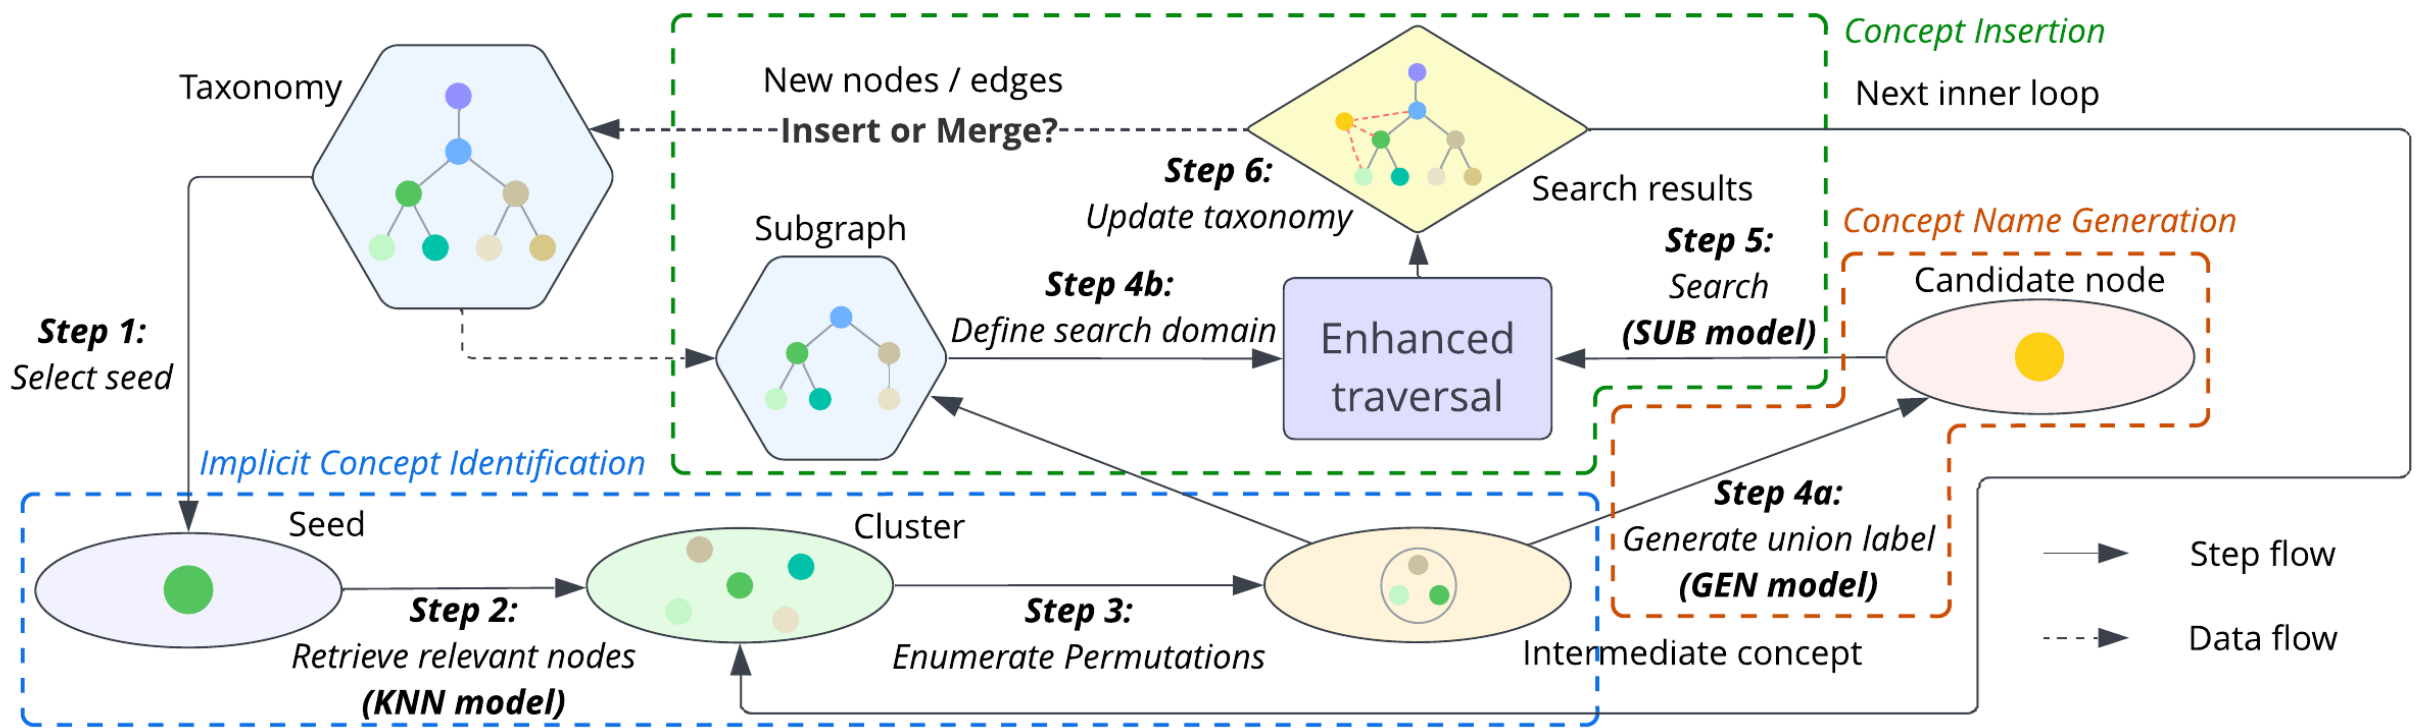 Concept Insertion
Taxonomy
New nodes / edges
Next inner loop
Insert or Merge?
Step 6:
Update taxonomy
Search results
Subgraph
Concept Name Generation
Step 5:
Search
(SUB model)
Candidate node
Step 4b:
Define search domain
Enhanced
traversal
Step 1:
Select seed
Implicit Concept Identification
Seed
Cluster
Step 4a:
Generate union label
(GEN model)
Step 2:
Retrieve relevant nodes
(KNN model)
Step 3:
Enumerate Permutations
Intermediate concept
Step flow
Data flow